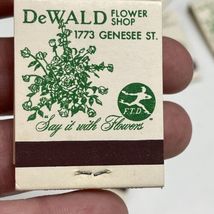 DeWALD FLOWER
SHOP
1773 GENESEE ST.
F.T.D.
Say it with Flowers